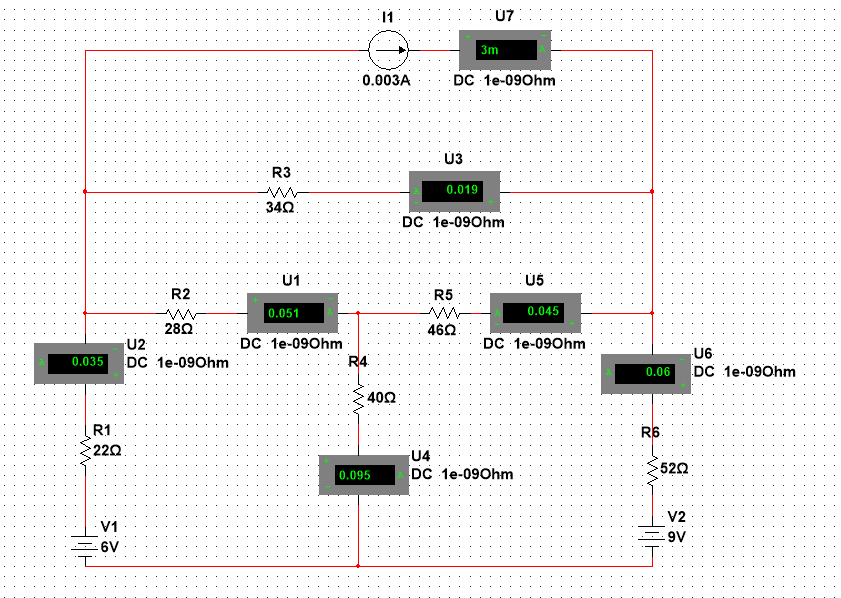 I1
U7
3m
0.003A
DC 1e-09Ohm
U3
R3
0.019
34Ω
DC 1e-09Ohm
U1
U5
R2
R5
0.051
0.045
28Ω
46Ω
DC 1e-09Ohm
DC 1e-09Ohm
U2
0.035
DC 1e-09Ohm
R4
U6
0.06
DC 1e-09Ohm
40Ω
R1
22Ω
R6
U4
0.095
DC 1e-09Ohm
52Ω
V1
6V
V2
9V